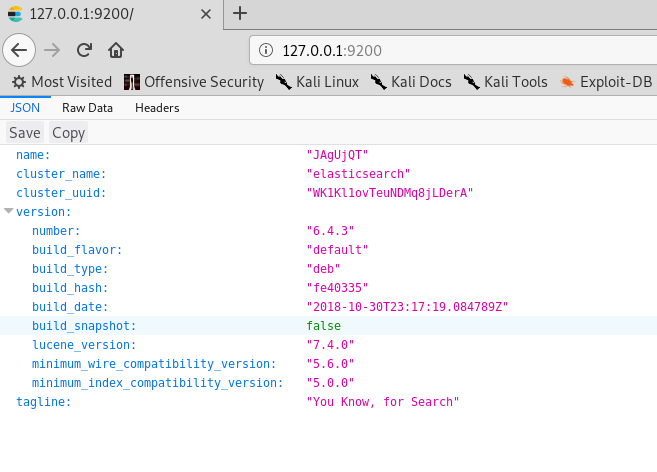 127.0.0.1:9200/
127.0.0.1:9200
Most Visited Offensive Security Kali Linux Kali Docs Kali Tools Exploit-DB
JSON Raw Data Headers
Save Copy
name: "JAgUjQT"
cluster_name: "elasticsearch"
cluster_uuid: "WK1Kl1ovTeuNDMq8jLDerA"
version:
number: "6.4.3"
build_flavor: "default"
build_type: "deb"
build_hash: "fe40335"
build_date: "2018-10-30T23:17:19.084789Z"
build_snapshot: false
lucene_version: "7.4.0"
minimum_wire_compatibility_version: "5.6.0"
minimum_index_compatibility_version: "5.0.0"
tagline: "You Know, for Search"